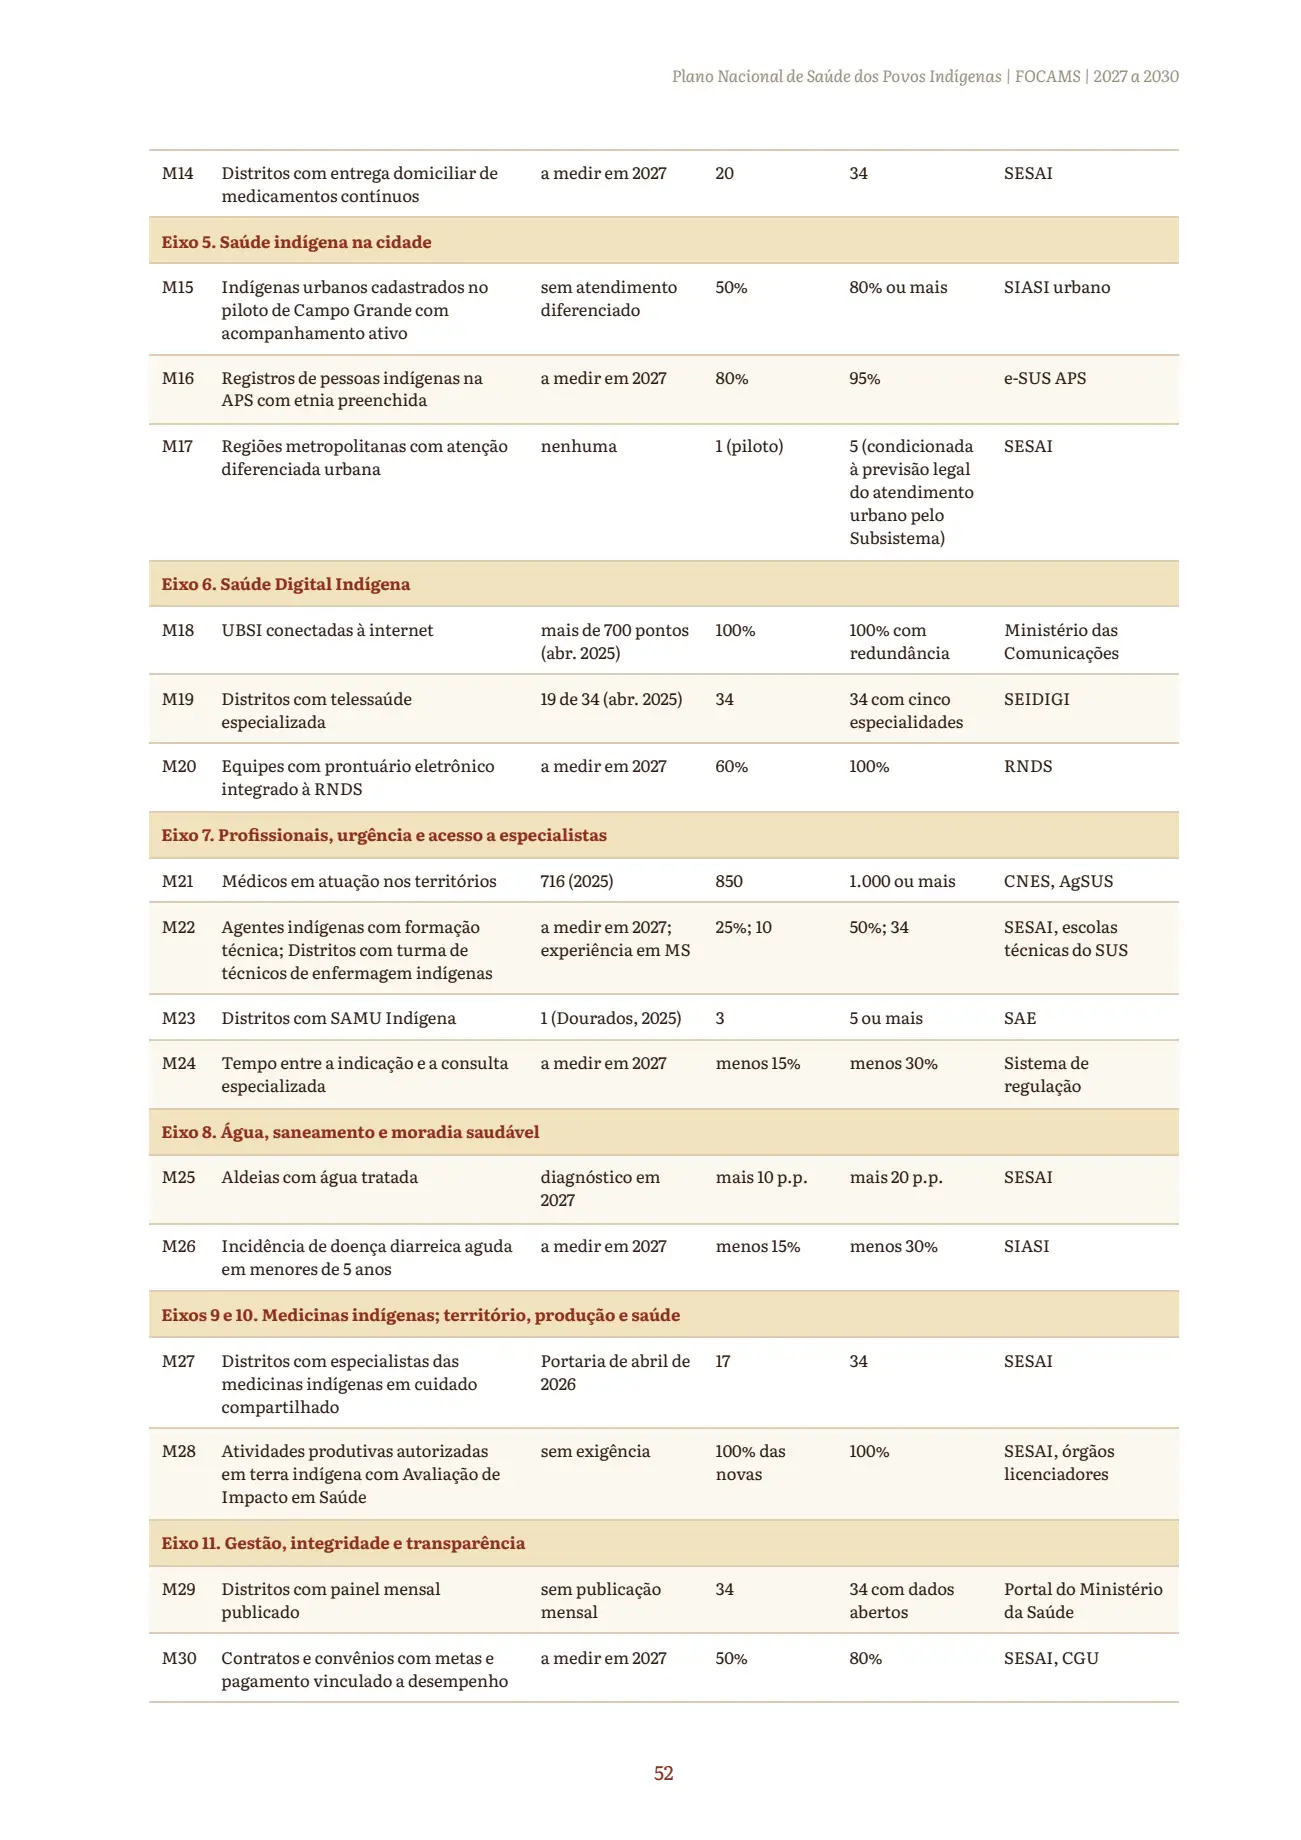 Plano Nacional de Saúde dos Povos Indígenas | FOCAMS | 2027 a 2030
M14 Distritos com entrega domiciliar de medicamentos contínuos a medir em 2027 20 34 SESAI
Eixo 5. Saúde indígena na cidade
M15 Indígenas urbanos cadastrados no piloto de Campo Grande com acompanhamento ativo sem atendimento diferenciado 50% 80% ou mais SIASI urbano
M16 Registros de pessoas indígenas na APS com etnia preenchida a medir em 2027 80% 95% e-SUS APS
M17 Regiões metropolitanas com atenção diferenciada urbana nenhuma 1 (piloto) 5 (condicionada à previsão legal do atendimento urbano pelo Subsistema) SESAI
Eixo 6. Saúde Digital Indígena
M18 UBSI conectadas à internet mais de 700 pontos (abr. 2025) 100% 100% com redundância Ministério das Comunicações
M19 Distritos com telessaúde especializada 19 de 34 (abr. 2025) 34 34 com cinco especialidades SEIDIGI
M20 Equipes com prontuário eletrônico integrado à RNDS a medir em 2027 60% 100% RNDS
Eixo 7. Profissionais, urgência e acesso a especialistas
M21 Médicos em atuação nos territórios 716 (2025) 850 1.000 ou mais CNES, AgSUS
M22 Agentes indígenas com formação técnica; Distritos com turma de técnicos de enfermagem indígenas a medir em 2027; experiência em MS 25%; 10 50%; 34 SESAI, escolas técnicas do SUS
M23 Distritos com SAMU Indígena 1 (Dourados, 2025) 3 5 ou mais SAE
M24 Tempo entre a indicação e a consulta especializada a medir em 2027 menos 15% menos 30% Sistema de regulação
Eixo 8. Água, saneamento e moradia saudável
M25 Aldeias com água tratada diagnóstico em 2027 mais 10 p.p. mais 20 p.p. SESAI
M26 Incidência de doença diarreica aguda em menores de 5 anos a medir em 2027 menos 15% menos 30% SIASI
Eixos 9 e 10. Medicinas indígenas; território, produção e saúde
M27 Distritos com especialistas das medicinas indígenas em cuidado compartilhado Portaria de abril de 2026 17 34 SESAI
M28 Atividades produtivas autorizadas em terra indígena com Avaliação de Impacto em Saúde sem exigência 100% das novas 100% SESAI, órgãos licenciadores
Eixo 11. Gestão, integridade e transparência
M29 Distritos com painel mensal publicado sem publicação mensal 34 34 com dados abertos Portal do Ministério da Saúde
M30 Contratos e convênios com metas e pagamento vinculado a desempenho a medir em 2027 50% 80% SESAI, CGU
52